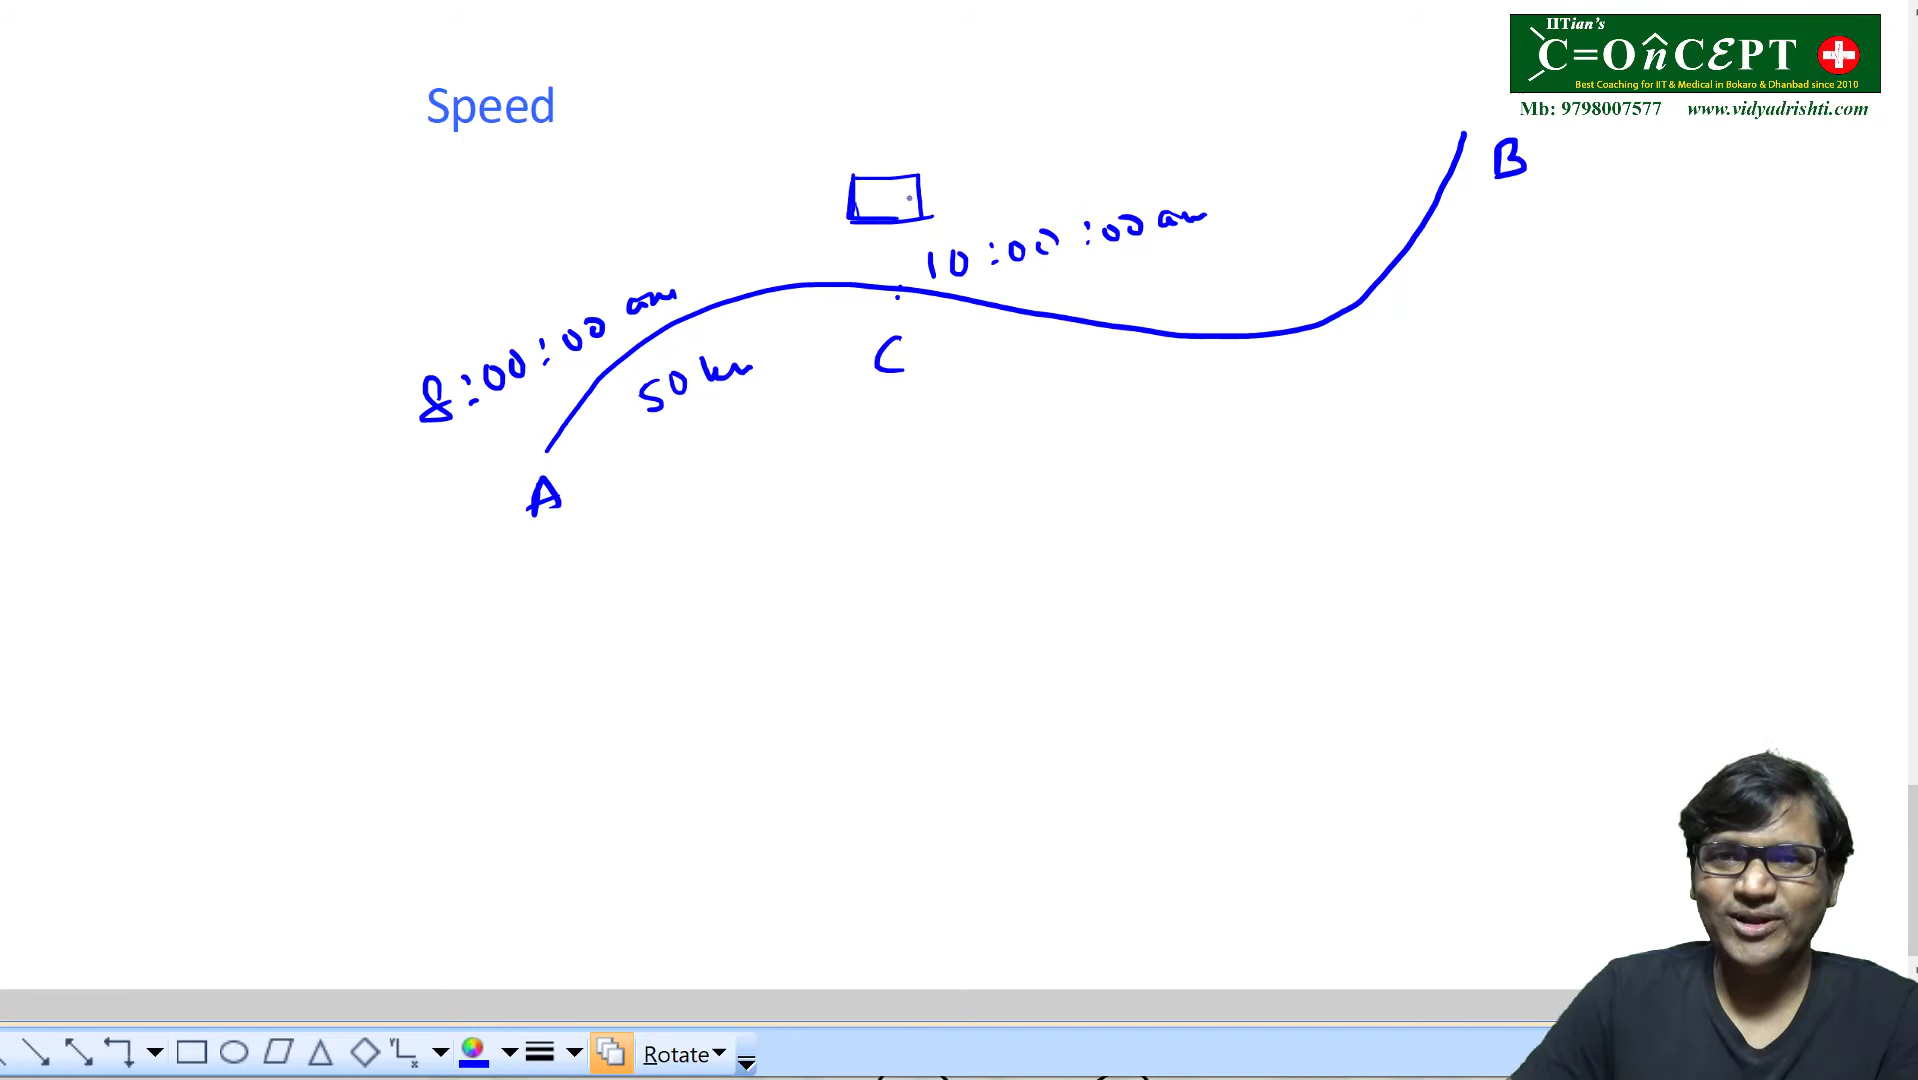 IITian's
C=OnCEPT
Best Coaching for IIT & Medical in Bokaro & Dhanbad since 2010
Mb: 9798007577 www.vidyadrishti.com
Speed
B
10:00:00 am
8:00:00 am
50 km
C
A
Rotate